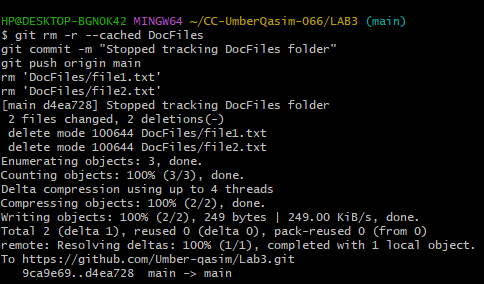 HP@DESKTOP-BGNOK42 MINGW64 ~/CC-UmberQasim-066/LAB3 (main)
$ git rm -r --cached DocFiles
git commit -m "Stopped tracking DocFiles folder"
git push origin main
rm 'DocFiles/file1.txt'
rm 'DocFiles/file2.txt'
[main d4ea728] Stopped tracking DocFiles folder
 2 files changed, 2 deletions(-)
 delete mode 100644 DocFiles/file1.txt
 delete mode 100644 DocFiles/file2.txt
Enumerating objects: 3, done.
Counting objects: 100% (3/3), done.
Delta compression using up to 4 threads
Compressing objects: 100% (2/2), done.
Writing objects: 100% (2/2), 249 bytes | 249.00 KiB/s, done.
Total 2 (delta 1), reused 0 (delta 0), pack-reused 0 (from 0)
remote: Resolving deltas: 100% (1/1), completed with 1 local object.
To https://github.com/Umber-qasim/Lab3.git
   9ca9e69..d4ea728  main -> main